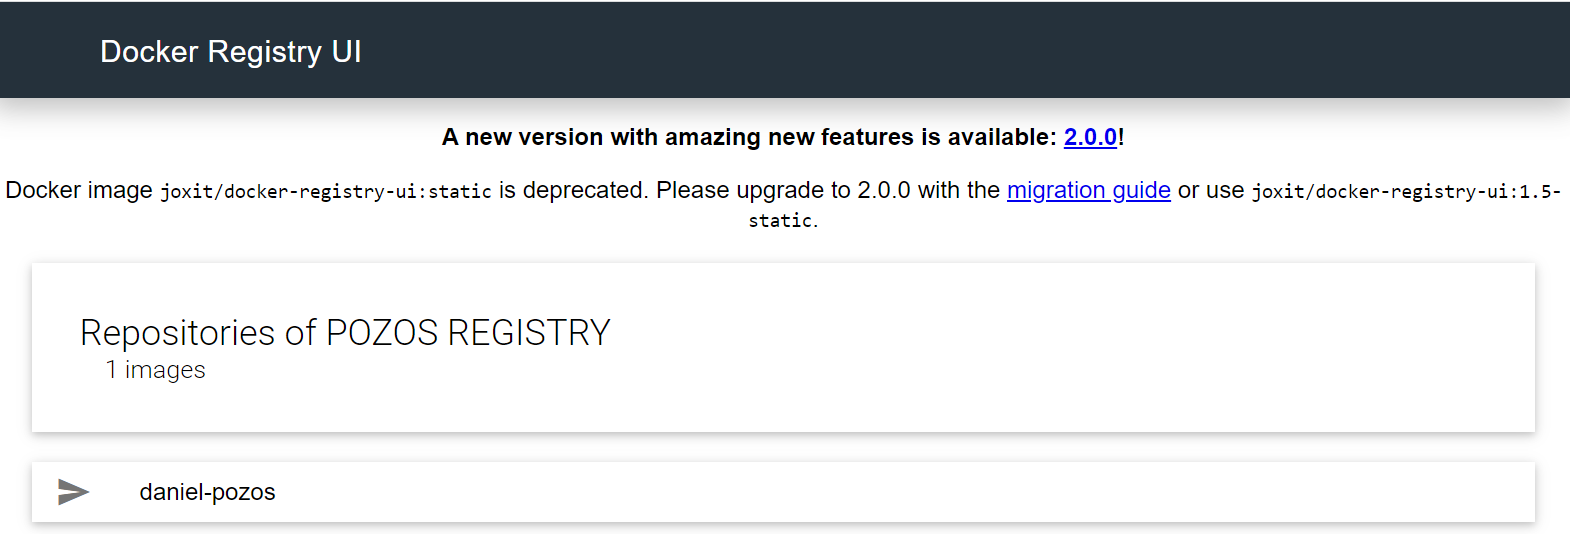 Docker Registry UI
A new version with amazing new features is available: 2.0.0!
Docker image joxit/docker-registry-ui:static is deprecated. Please upgrade to 2.0.0 with the migration guide or use joxit/docker-registry-ui:1.5-
static.
Repositories of POZOS REGISTRY
1 images
daniel-pozos